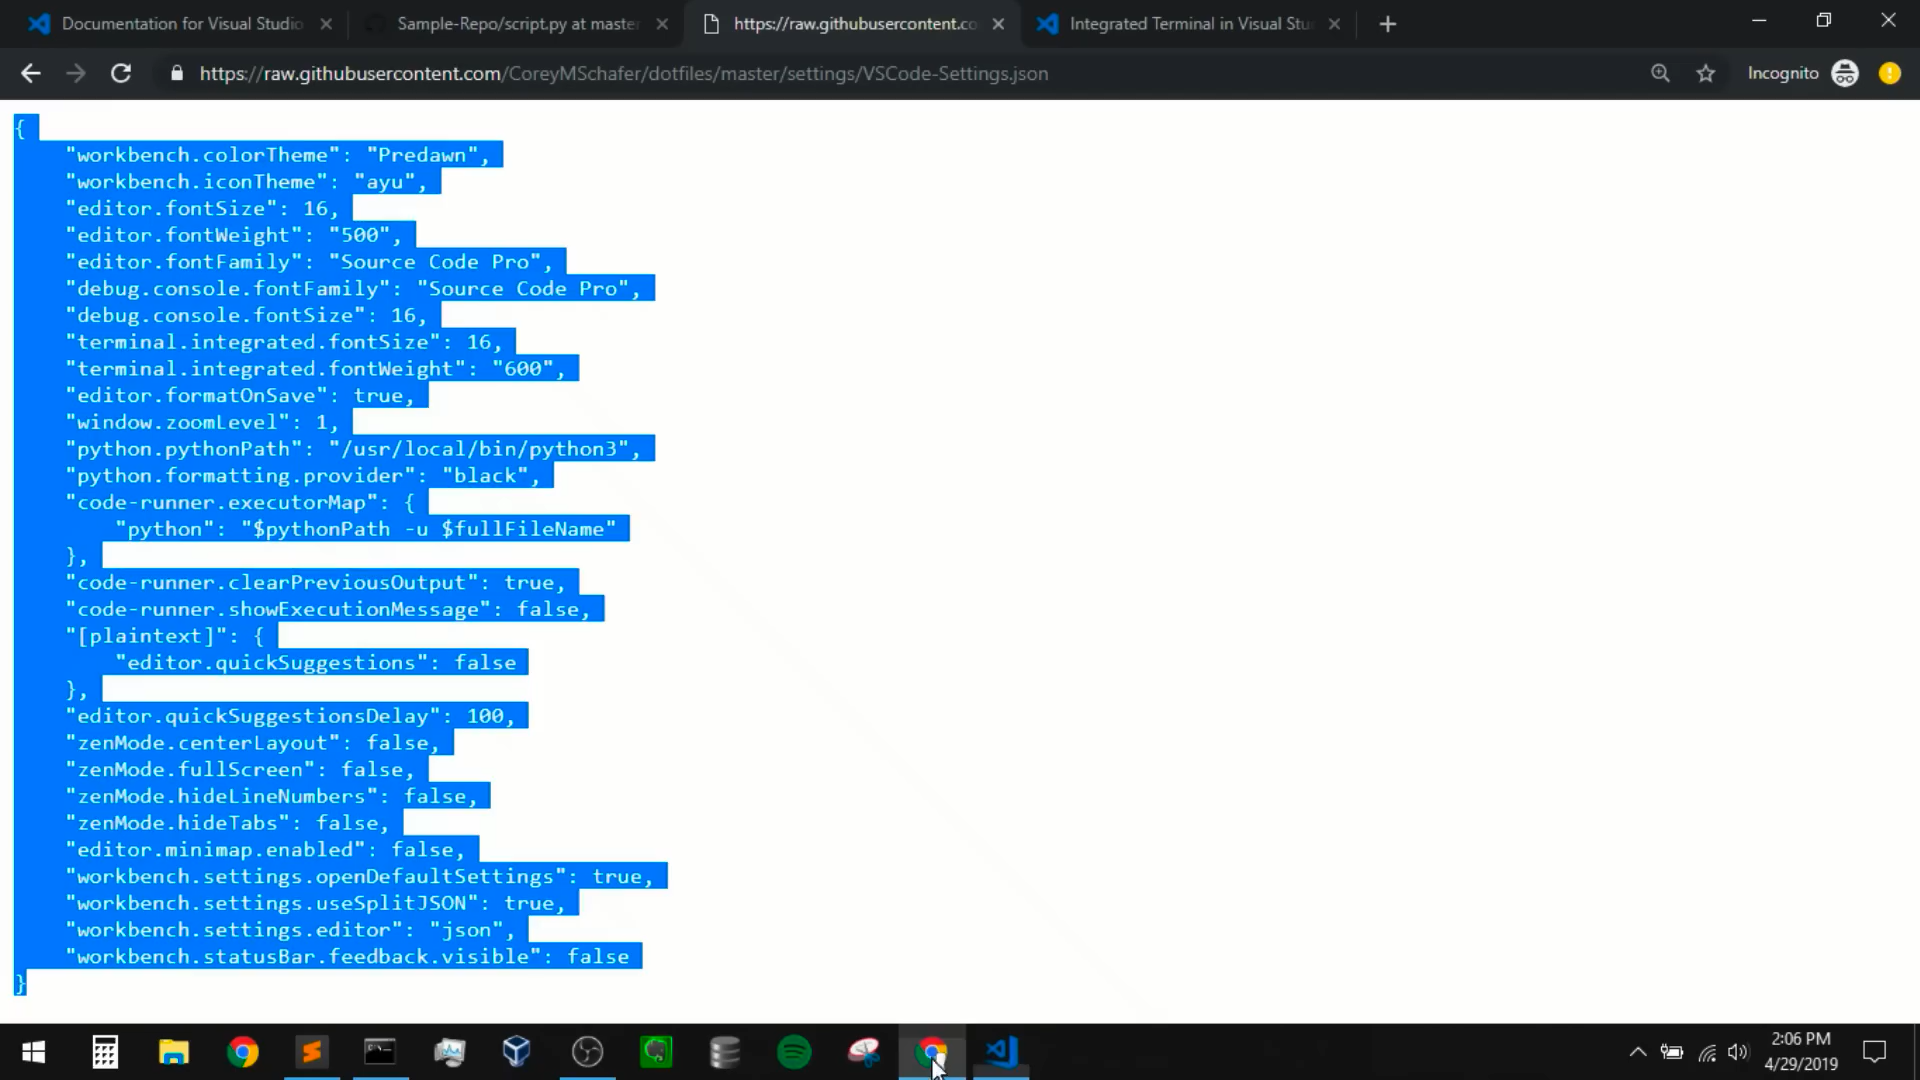 Documentation for Visual Studio
Sample-Repo/script.py at master
https://raw.githubusercontent.co
Integrated Terminal in Visual Stu
https://raw.githubusercontent.com/CoreyMSchafer/dotfiles/master/settings/VSCode-Settings.json
Incognito
{
"workbench.colorTheme": "Predawn",
"workbench.iconTheme": "ayu",
"editor.fontSize": 16,
"editor.fontWeight": "500",
"editor.fontFamily": "Source Code Pro",
"debug.console.fontFamily": "Source Code Pro",
"debug.console.fontSize": 16,
"terminal.integrated.fontSize": 16,
"terminal.integrated.fontWeight": "600",
"editor.formatOnSave": true,
"window.zoomLevel": 1,
"python.pythonPath": "/usr/local/bin/python3",
"python.formatting.provider": "black",
"code-runner.executorMap": {
"python": "$pythonPath -u $fullFileName"
},
"code-runner.clearPreviousOutput": true,
"code-runner.showExecutionMessage": false,
"[plaintext]": {
"editor.quickSuggestions": false
},
"editor.quickSuggestionsDelay": 100,
"zenMode.centerLayout": false,
"zenMode.fullScreen": false,
"zenMode.hideLineNumbers": false,
"zenMode.hideTabs": false,
"editor.minimap.enabled": false,
"workbench.settings.openDefaultSettings": true,
"workbench.settings.useSplitJSON": true,
"workbench.settings.editor": "json",
"workbench.statusBar.feedback.visible": false
}
2:06 PM
4/29/2019